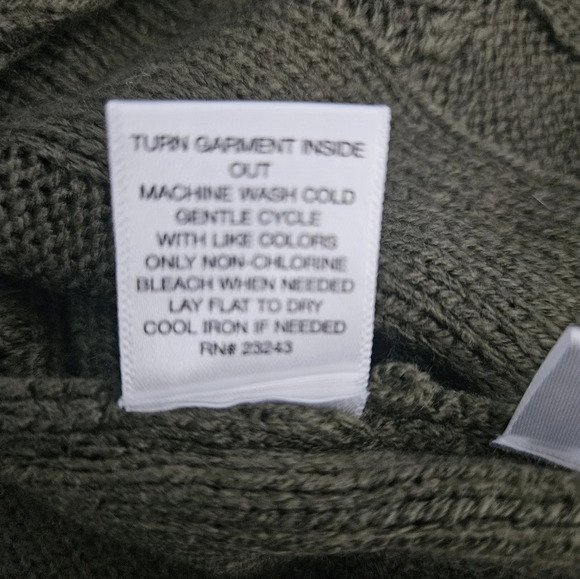 TURN GARMENT INSIDE
OUT
MACHINE WASH COLD
GENTLE CYCLE
WITH LIKE COLORS
ONLY NON-CHLORINE
BLEACH WHEN NEEDED
LAY FLAT TO DRY
COOL IRON IF NEEDED
RN# 23243